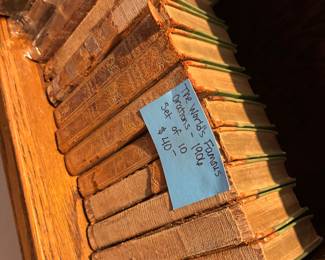 The World's Famous
Orations - 1906
Set of 10
$40-